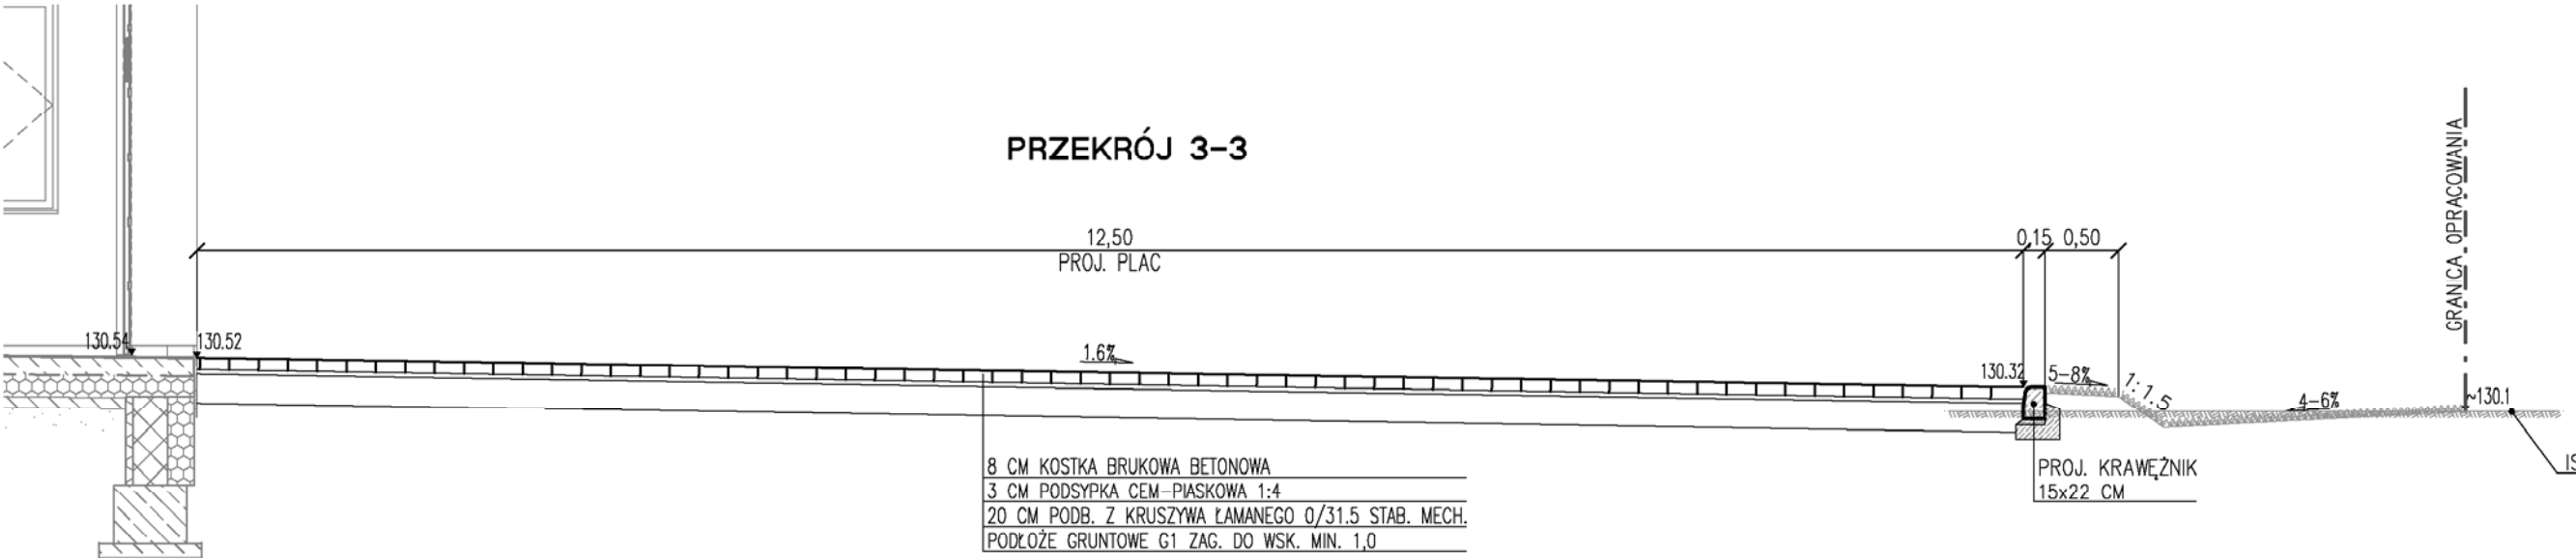 PRZEKRÓJ 3-3
GRANICA OPRACOWANIA
12,50
0,15 0,50
PROJ. PLAC
130.54
130.52
1.6%
130.32
5-8%
1:1.5
4-6%
~130.1
8 CM KOSTKA BRUKOWA BETONOWA
3 CM PODSYPKA CEM-PIASKOWA 1:4
20 CM PODB. Z KRUSZYWA ŁAMANEGO 0/31.5 STAB. MECH.
PODŁOŻE GRUNTOWE G1 ZAG. DO WSK. MIN. 1,0
PROJ. KRAWĘŻNIK
15x22 CM